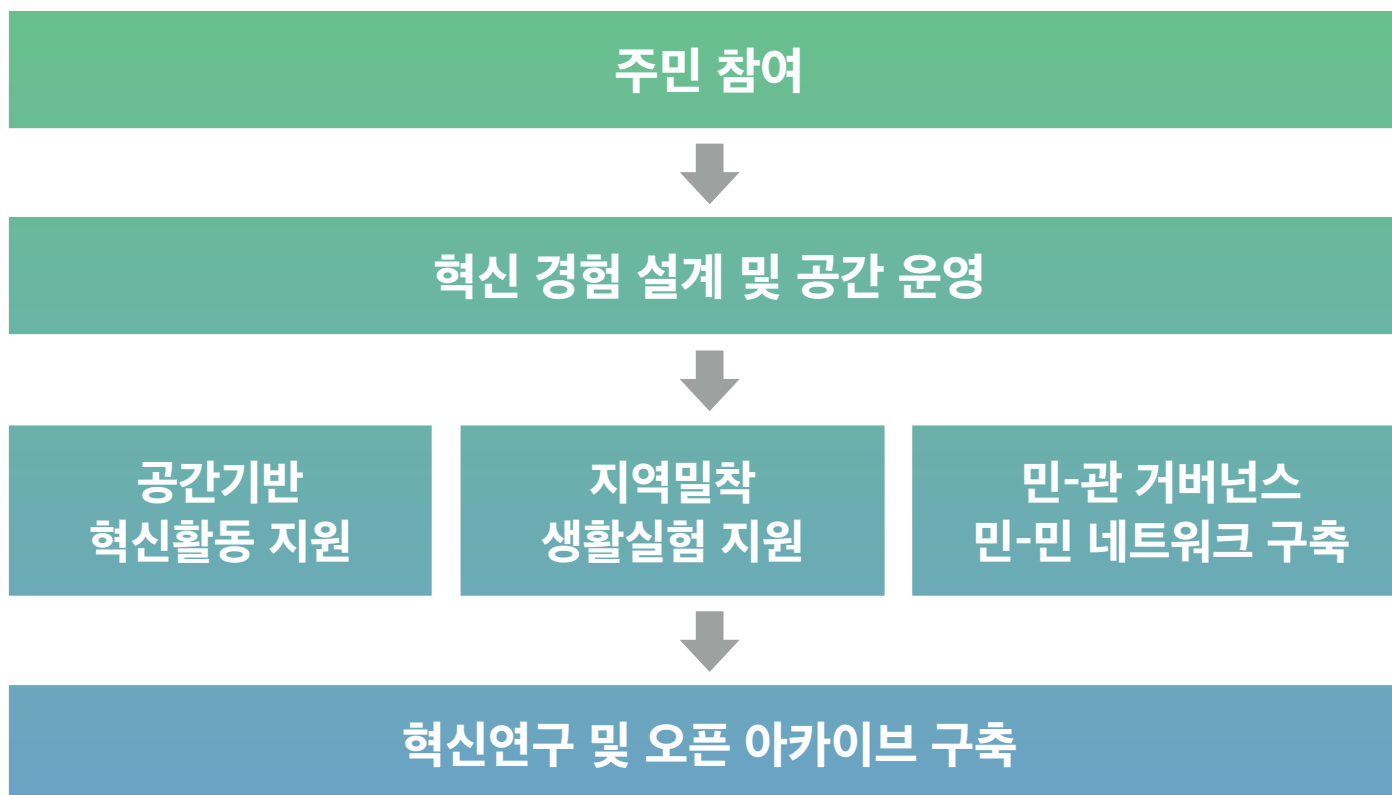 주민 참여
혁신 경험 설계 및 공간 운영
공간기반
혁신활동 지원
지역밀착
생활실험 지원
민-관 거버넌스
민-민 네트워크 구축
혁신연구 및 오픈 아카이브 구축